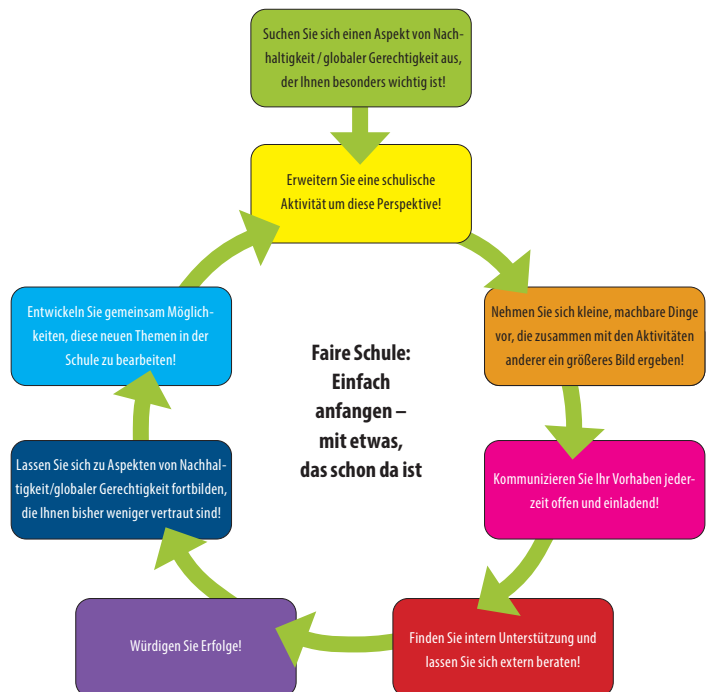 Suchen Sie sich einen Aspekt von Nach-
haltigkeit / globaler Gerechtigkeit aus,
der Ihnen besonders wichtig ist!
Erweitern Sie eine schulische
Aktivität um diese Perspektive!
Nehmen Sie sich kleine, machbare Dinge
vor, die zusammen mit den Aktivitäten
anderer ein größeres Bild ergeben!
Kommunizieren Sie Ihr Vorhaben jeder-
zeit offen und einladend!
Finden Sie intern Unterstützung und
lassen Sie sich extern beraten!
Würdigen Sie Erfolge!
Lassen Sie sich zu Aspekten von Nachhal-
tigkeit/globaler Gerechtigkeit fortbilden,
die Ihnen bisher weniger vertraut sind!
Entwickeln Sie gemeinsam Möglich-
keiten, diese neuen Themen in der
Schule zu bearbeiten!
Faire Schule:
Einfach
anfangen –
mit etwas,
das schon da ist